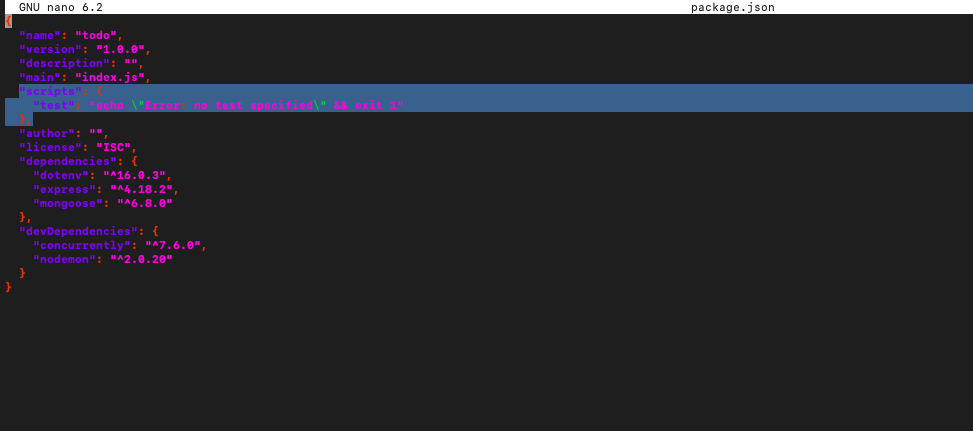 GNU nano 6.2 package.json
{
"name": "todo",
"version": "1.0.0",
"description": "",
"main": "index.js",
"scripts": {
"test": "echo \"Error: no test specified\" && exit 1"
},
"author": "",
"license": "ISC",
"dependencies": {
"dotenv": "^16.0.3",
"express": "^4.18.2",
"mongoose": "^6.8.0"
},
"devDependencies": {
"concurrently": "^7.6.0",
"nodemon": "^2.0.20"
}
}